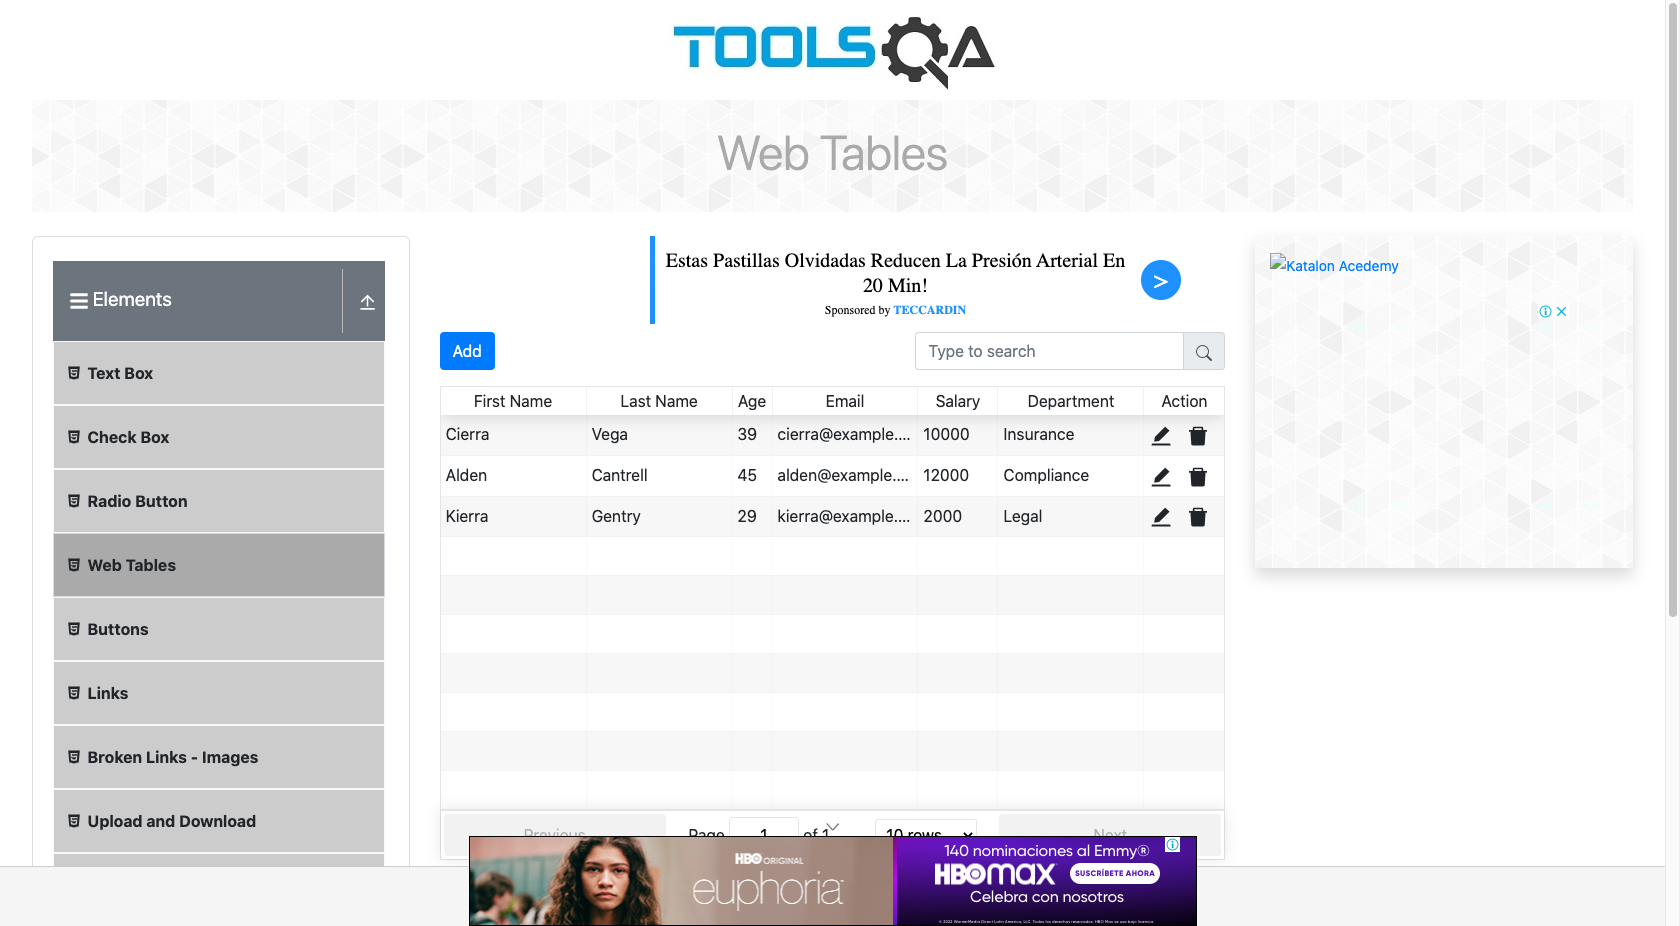 TOOLSQA
Web Tables
Elements
Text Box
Check Box
Radio Button
Web Tables
Buttons
Links
Broken Links - Images
Upload and Download
Estas Pastillas Olvidadas Reducen La Presión Arterial En
20 Min!
Sponsored by TECCARDIN
>
Add
Type to search
First Name Last Name Age Email Salary Department Action
Cierra Vega 39 cierra@example.... 10000 Insurance
Alden Cantrell 45 alden@example.... 12000 Compliance
Kierra Gentry 29 kierra@example.... 2000 Legal
Previous Page 1 of 1 10 rows Next
Katalon Acedemy
HBO ORIGINAL
euphoria
140 nominaciones al Emmy®
HBOmax SUSCRÍBETE AHORA
Celebra con nosotros